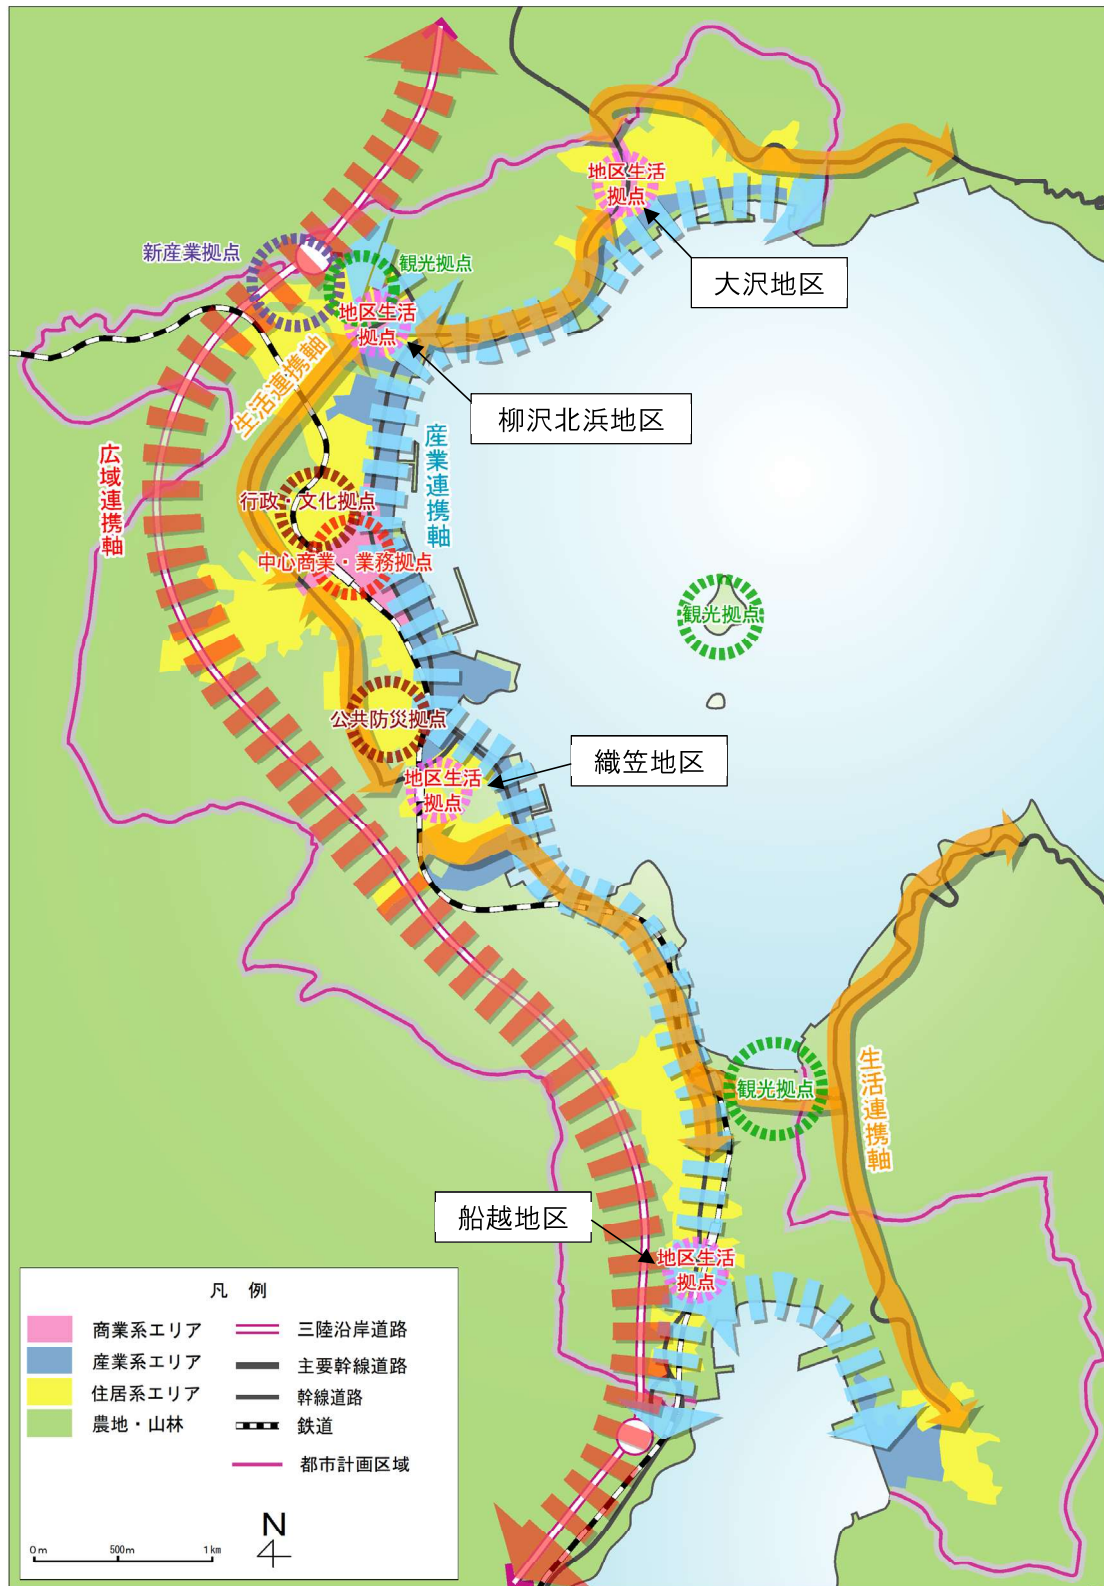 地区生活
拠点
大沢地区
新産業拠点
観光拠点
地区生活
拠点
柳沢北浜地区
生活連携軸
広域連携軸
産業連携軸
行政・文化拠点
中心商業・業務拠点
観光拠点
公共防災拠点
地区生活
拠点
織笠地区
観光拠点
生活連携軸
船越地区
地区生活
拠点
凡 例
商業系エリア
産業系エリア
住居系エリア
農地・山林
三陸沿岸道路
主要幹線道路
幹線道路
鉄道
都市計画区域
N
0m 500m 1km